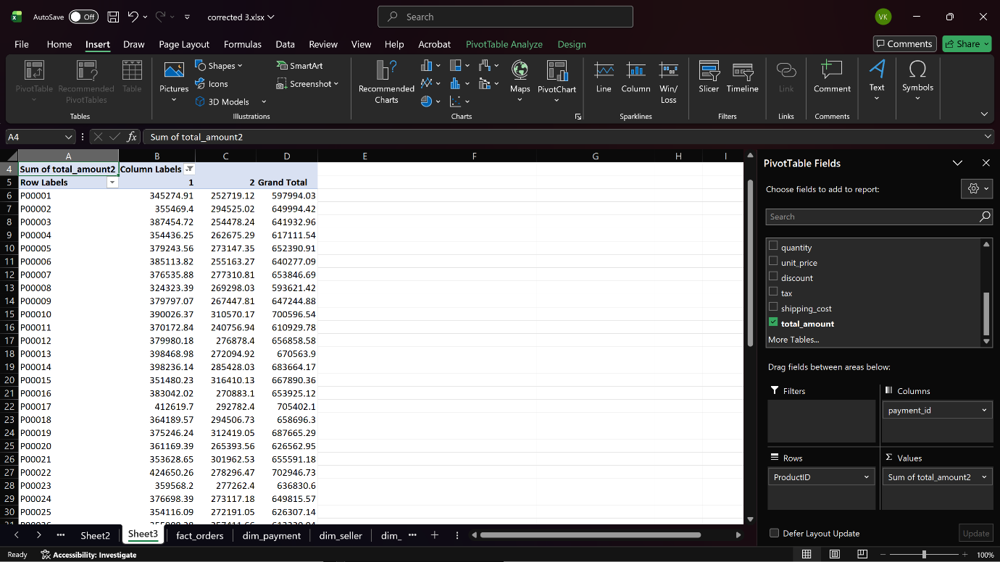 AutoSave Off corrected 3.xlsx Search VK
File Home Insert Draw Page Layout Formulas Data Review View Help Acrobat PivotTable Analyze Design Comments Share
PivotTable
Recommended PivotTables
Table
Tables
Pictures
Shapes
Icons
3D Models
SmartArt
Screenshot
Illustrations
Recommended Charts
Maps
PivotChart
Charts
Line
Column
Win/ Loss
Sparklines
Slicer
Timeline
Filters
Link
Links
Comment
Comments
Text
Symbols
A4 fx Sum of total_amount2
A B C D E F G H I
4 Sum of total_amount2 Column Labels
5 Row Labels 1 2 Grand Total
6 P00001 345274.91 252719.12 597994.03
7 P00002 355469.4 294525.02 649994.42
8 P00003 387454.72 254478.24 641932.96
9 P00004 354436.25 262675.29 617111.54
10 P00005 379243.56 273147.35 652390.91
11 P00006 385113.82 255163.27 640277.09
12 P00007 376535.88 277310.81 653846.69
13 P00008 324323.39 269298.03 593621.42
14 P00009 379797.07 267447.81 647244.88
15 P00010 390026.37 310570.17 700596.54
16 P00011 370172.84 240756.94 610929.78
17 P00012 379980.18 276878.4 656858.58
18 P00013 398468.98 272094.92 670563.9
19 P00014 398236.14 285428.03 683664.17
20 P00015 351480.23 316410.13 667890.36
21 P00016 383042.02 270883.1 653925.12
22 P00017 412619.7 292782.4 705402.1
23 P00018 364189.57 294506.73 658696.3
24 P00019 375246.24 312419.05 687665.29
25 P00020 361169.39 265393.56 626562.95
26 P00021 353628.65 301962.53 655591.18
27 P00022 424650.26 278296.47 702946.73
28 P00023 359568.2 277262.4 636830.6
29 P00024 376698.39 273117.18 649815.57
30 P00025 354116.09 272191.05 626307.14
PivotTable Fields
Choose fields to add to report:
Search
quantity
unit_price
discount
tax
shipping_cost
total_amount
More Tables...
Drag fields between areas below:
Filters
Columns
payment_id
Rows
ProductID
Σ Values
Sum of total_amount2
Defer Layout Update Update
... Sheet2 Sheet3 fact_orders dim_payment dim_seller dim_ ...
Ready Accessibility: Investigate 100%